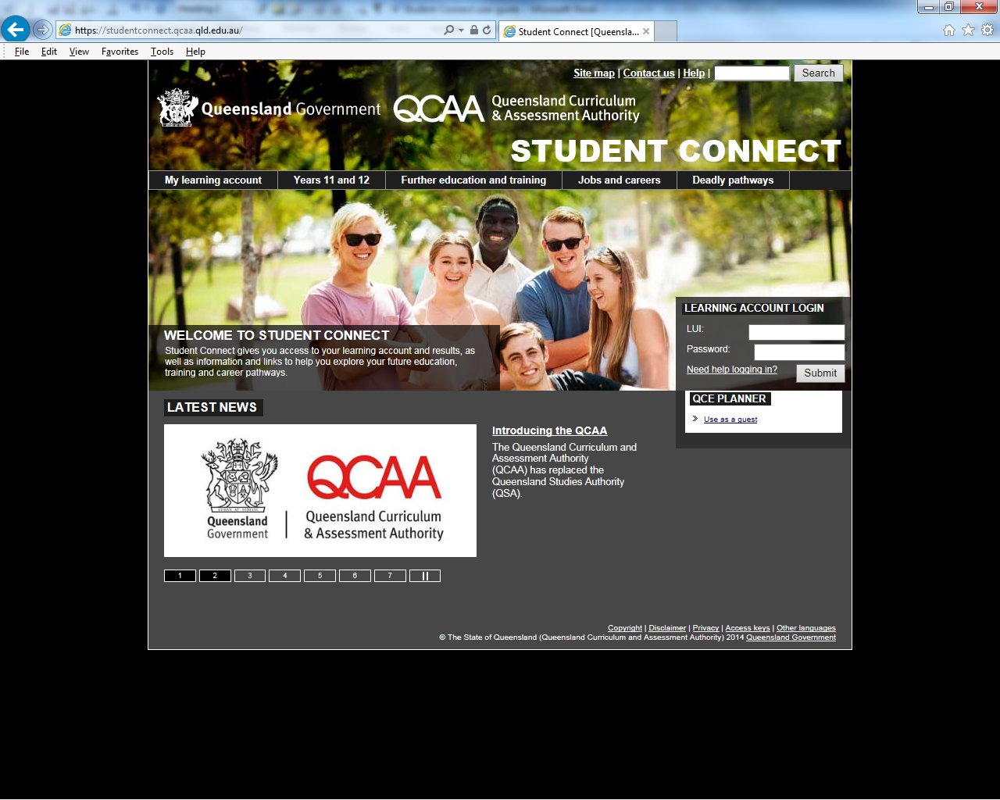 https://studentconnect.qcaa.qld.edu.au/
Student Connect [Queensla...
File Edit View Favorites Tools Help
Site map | Contact us | Help | Search
Queensland Government QCAA Queensland Curriculum
& Assessment Authority
STUDENT CONNECT
My learning account Years 11 and 12 Further education and training Jobs and careers Deadly pathways
WELCOME TO STUDENT CONNECT
Student Connect gives you access to your learning account and results, as
well as information and links to help you explore your future education,
training and career pathways.
LEARNING ACCOUNT LOGIN
LUI:
Password:
Need help logging in? Submit
QCE PLANNER
Use as a guest
LATEST NEWS
QCAA
Queensland
Government
Queensland Curriculum
& Assessment Authority
Introducing the QCAA
The Queensland Curriculum and
Assessment Authority
(QCAA) has replaced the
Queensland Studies Authority
(QSA).
1 2 3 4 5 6 7
Copyright | Disclaimer | Privacy | Access keys | Other languages
© The State of Queensland (Queensland Curriculum and Assessment Authority) 2014 Queensland Government